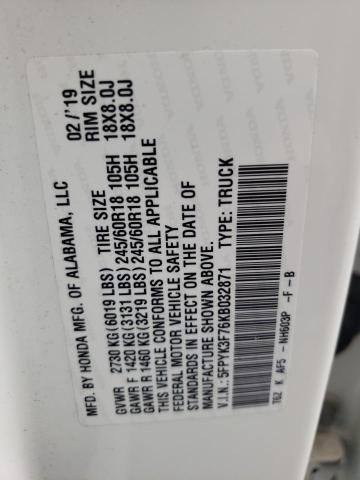 MFD. BY HONDA MFG. OF ALABAMA, LLC 02/'19
TIRE SIZE RIM SIZE
GVWR 2730 KG (6019 LBS)
GAWR F 1420 KG (3131 LBS) 245/60R18 105H 18X8.0J
GAWR R 1460 KG (3219 LBS) 245/60R18 105H 18X8.0J
THIS VEHICLE CONFORMS TO ALL APPLICABLE
FEDERAL MOTOR VEHICLE SAFETY
STANDARDS IN EFFECT ON THE DATE OF
MANUFACTURE SHOWN ABOVE.
V.I.N.: 5FPYK3F76KB032871 TYPE: TRUCK
T6Z K AF5 - NH603P -F -B